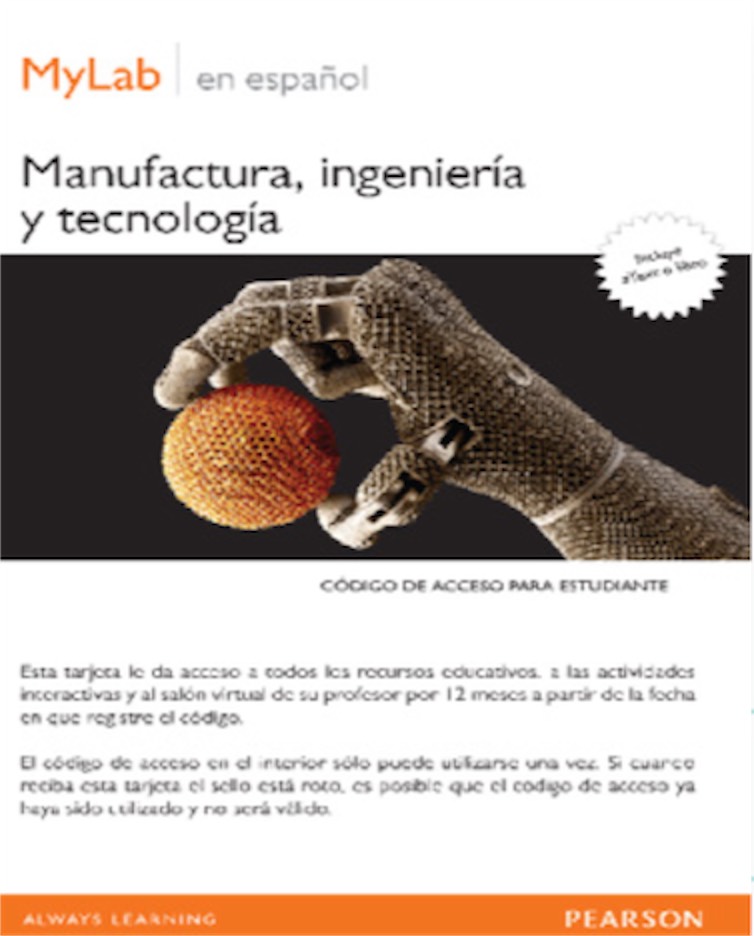 MyLab | en español
Manufactura, ingeniería
y tecnología
Incluye
eText o libro
CÓDIGO DE ACCESO PARA ESTUDIANTE
Esta tarjeta le da acceso a todos los recursos educativos, a las actividades
interactivas y al salón virtual de su profesor por 12 meses a partir de la fecha
en que registre el código.
El código de acceso en el interior sólo puede utilizarse una vez. Si cuando
reciba esta tarjeta el sello está roto, es posible que el codigo de acceso ya
haya sido utilizado y no será válido.
ALWAYS LEARNING
PEARSON